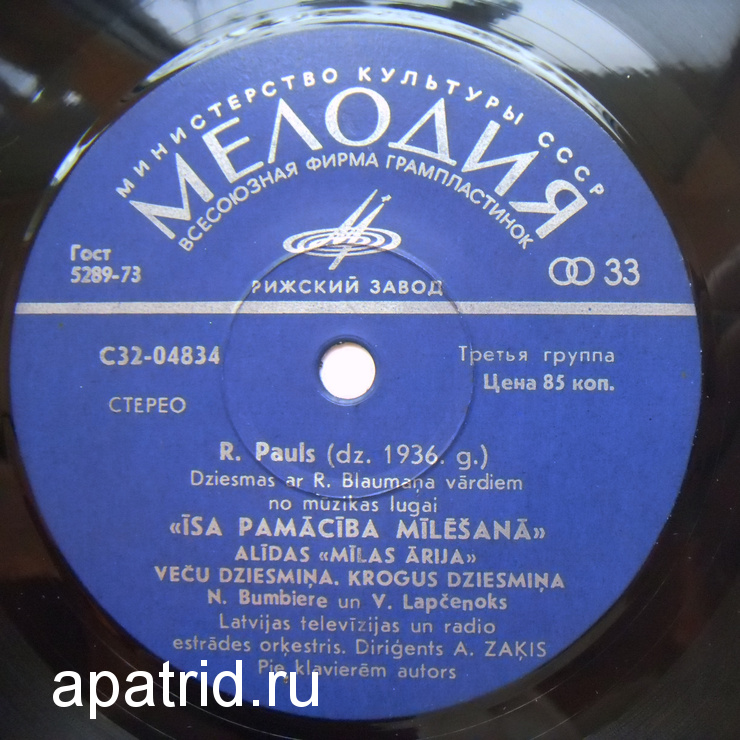 МИНИСТЕРСТВО КУЛЬТУРЫ СССР
МЕЛОДИЯ
ВСЕСОЮЗНАЯ ФИРМА ГРАМПЛАСТИНОК
Гост
5289-73
33
РИЖСКИЙ ЗАВОД
С32-04834
Третья группа
Цена 85 коп.
СТЕРЕО
R. Pauls (dz. 1936. g.)
Dziesmas ar R. Blaumaņa vārdiem
no mūzikas lugai
«ĪSA PAMĀCĪBA MĪLĒŠANĀ»
ALĪDAS «MĪLAS ĀRIJA»
VEČU DZIESMIŅA. KROGUS DZIESMIŅA
N. Bumbiere un V. Lapčenoks
Latvijas televīzijas un radio
estrādes orķestris. Diriģents A. ZAĶIS
Pie klavierēm autors
apatrid.ru